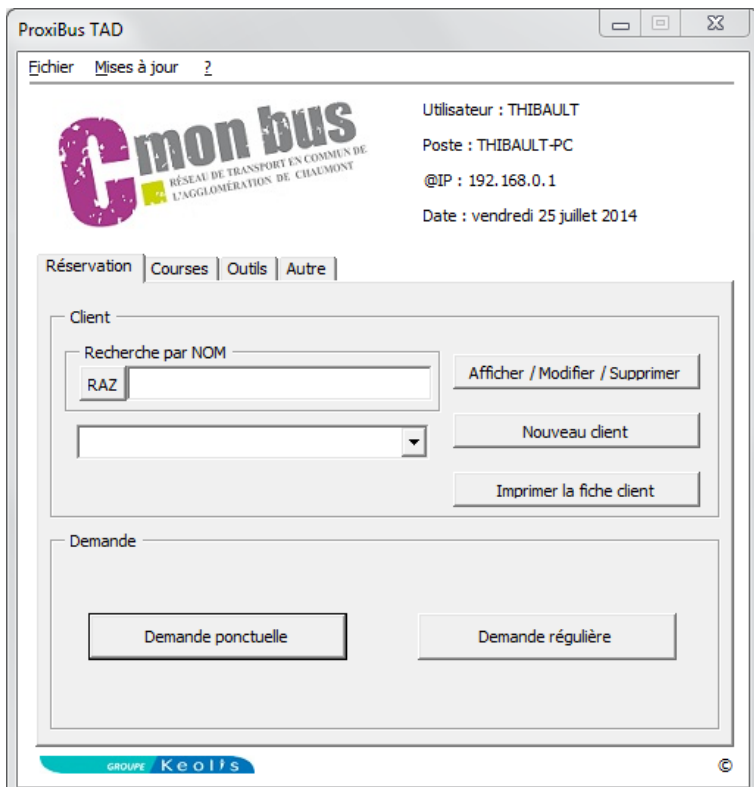 ProxiBus TAD
Fichier Mises à jour ?
C mon bus
RÉSEAU DE TRANSPORT EN COMMUN DE
L'AGGLOMÉRATION DE CHAUMONT
Utilisateur : THIBAULT
Poste : THIBAULT-PC
@IP : 192.168.0.1
Date : vendredi 25 juillet 2014
Réservation Courses Outils Autre
Client
Recherche par NOM
RAZ
Afficher / Modifier / Supprimer
Nouveau client
Imprimer la fiche client
Demande
Demande ponctuelle Demande régulière
GROUPE Keolis ©